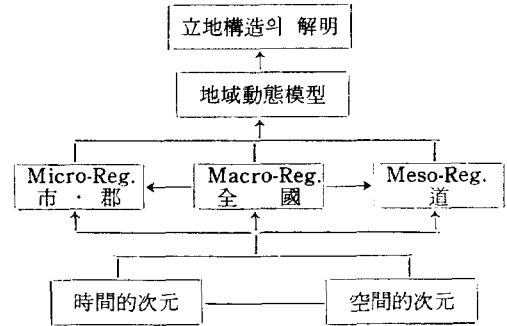 立地構造의 解明
地域動態模型
Micro-Reg.
市 · 郡
Macro-Reg.
全 國
Meso-Reg.
道
時間的次元
空間的次元